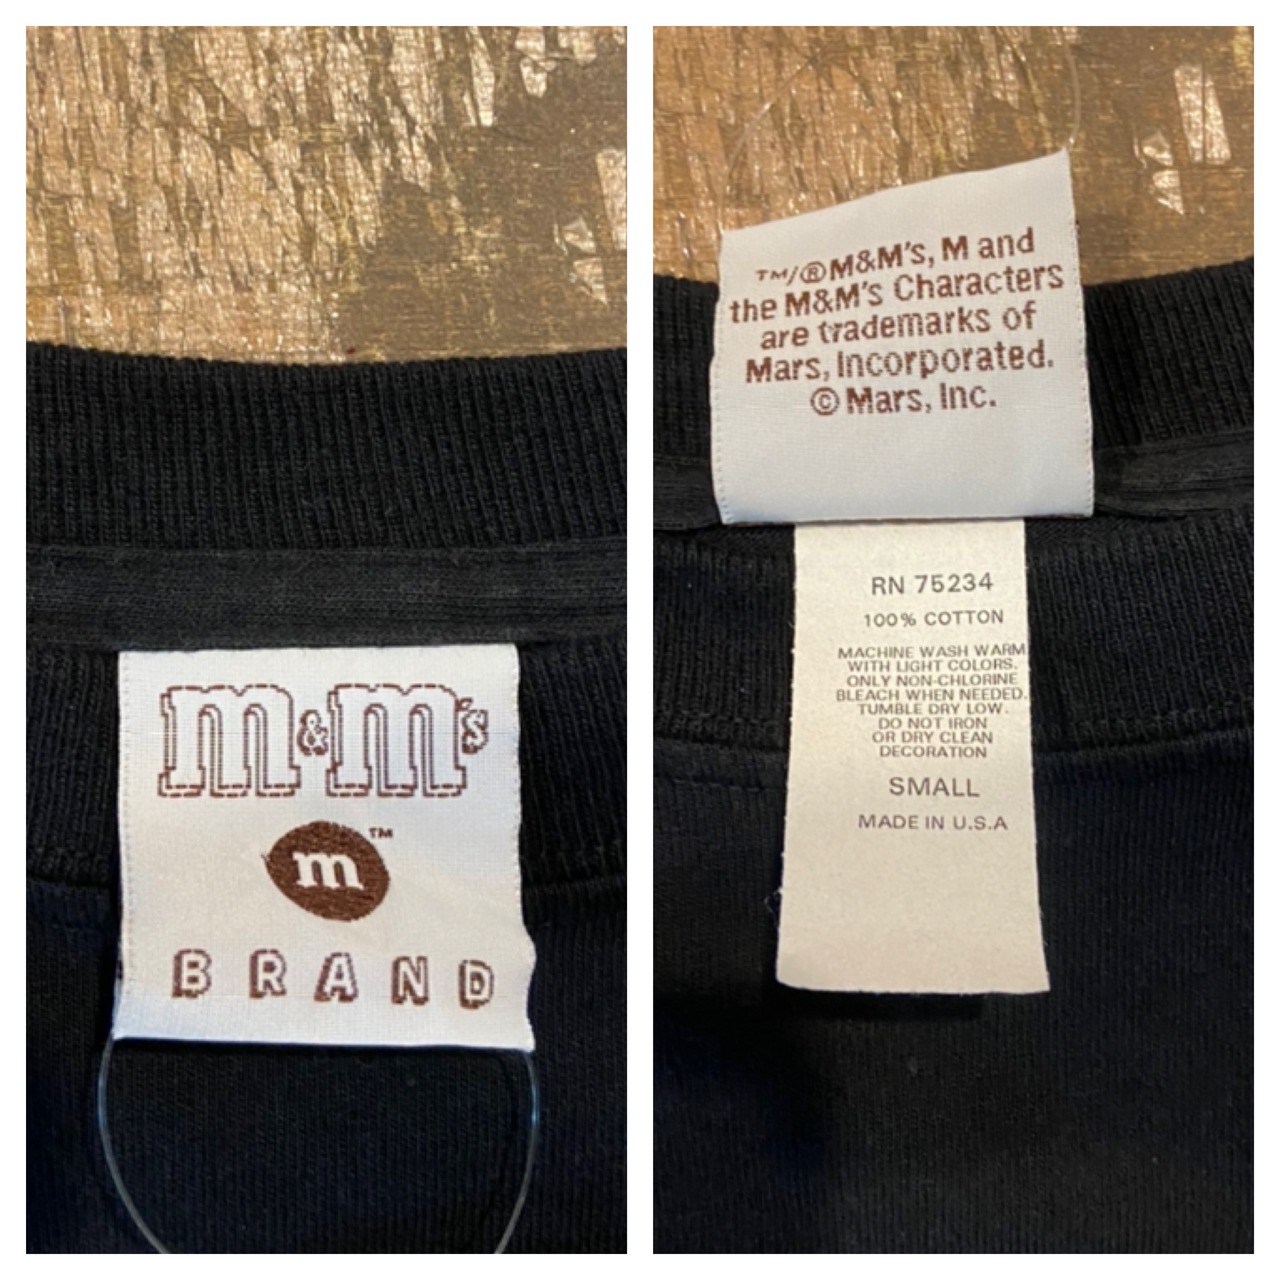 m&m's
m™
BRAND
™/®M&M's, M and
the M&M's Characters
are trademarks of
Mars, Incorporated.
© Mars, Inc.
RN 75234
100% COTTON
MACHINE WASH WARM
WITH LIGHT COLORS.
ONLY NON-CHLORINE
BLEACH WHEN NEEDED.
TUMBLE DRY LOW.
DO NOT IRON
OR DRY CLEAN
DECORATION
SMALL
MADE IN U.S.A